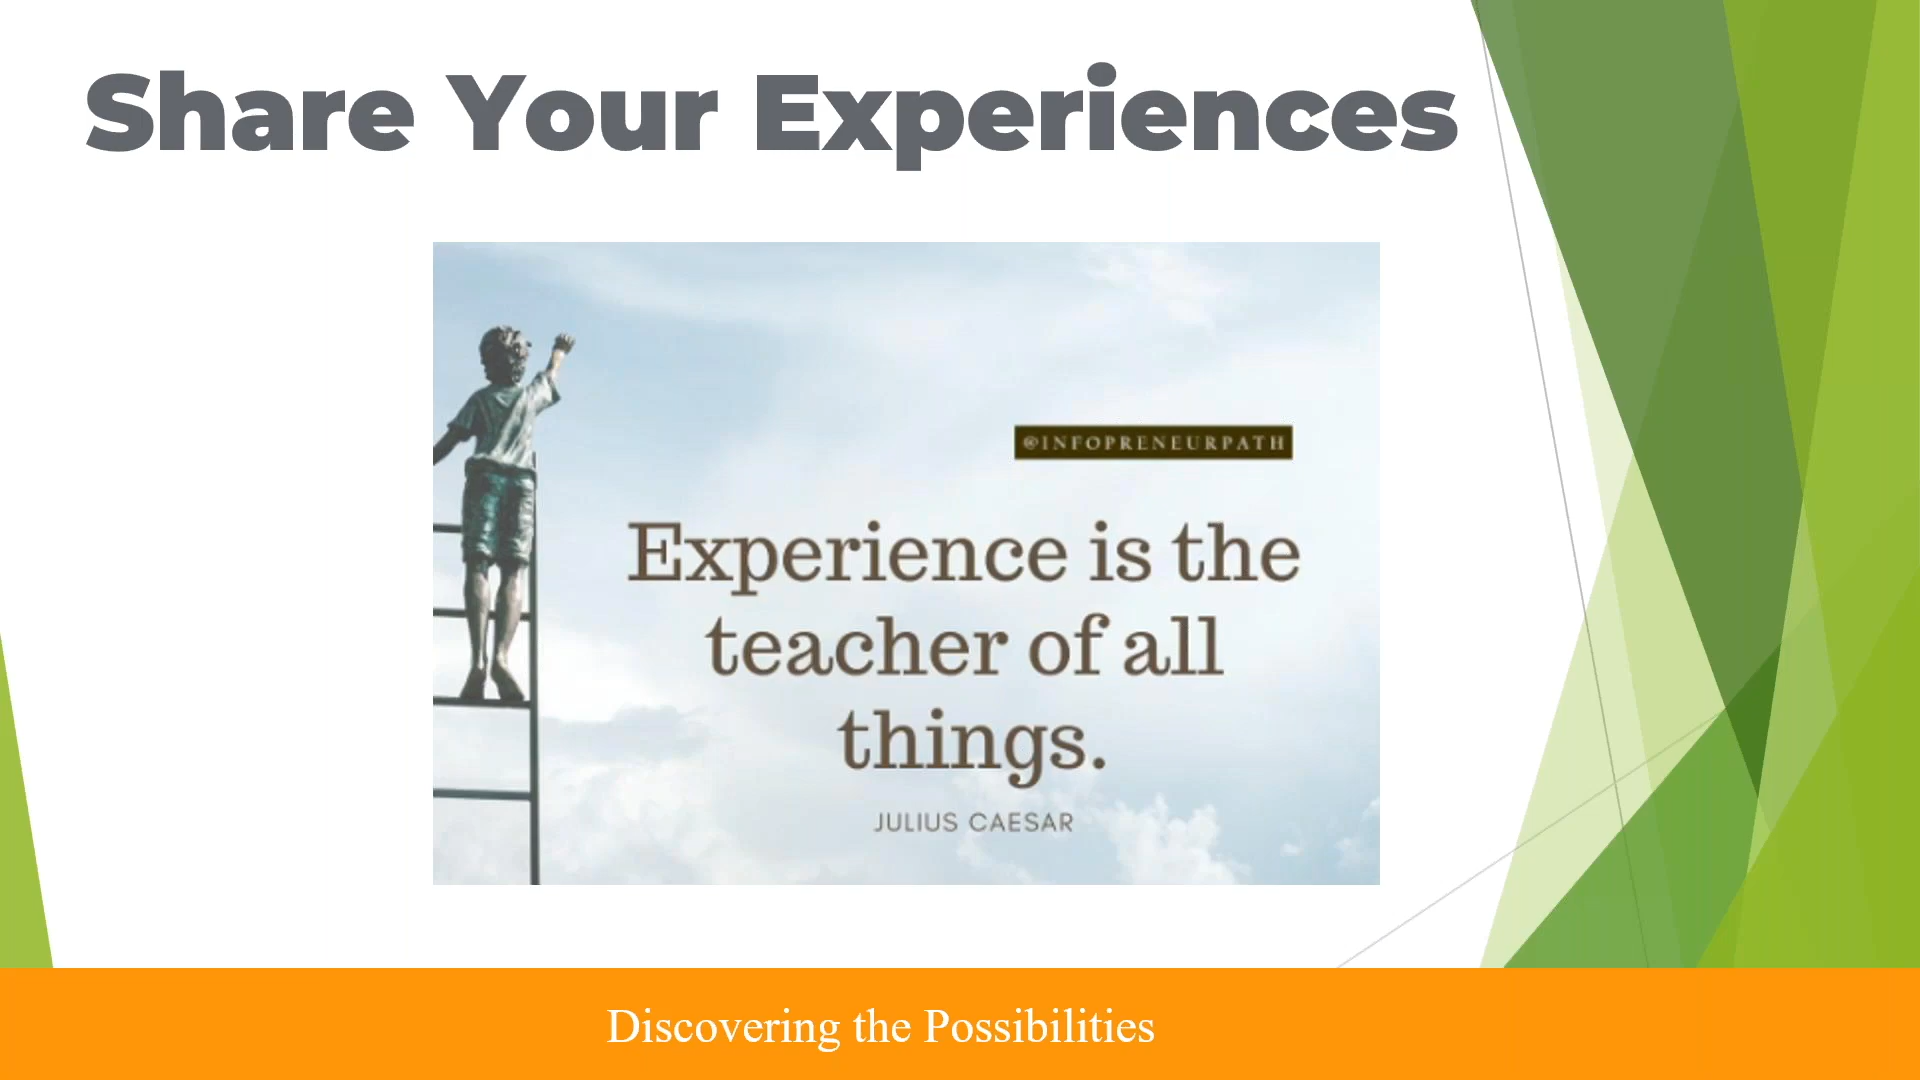 Share Your Experiences
@INFOPRENEURPATH
Experience is the
teacher of all
things.
JULIUS CAESAR
Discovering the Possibilities